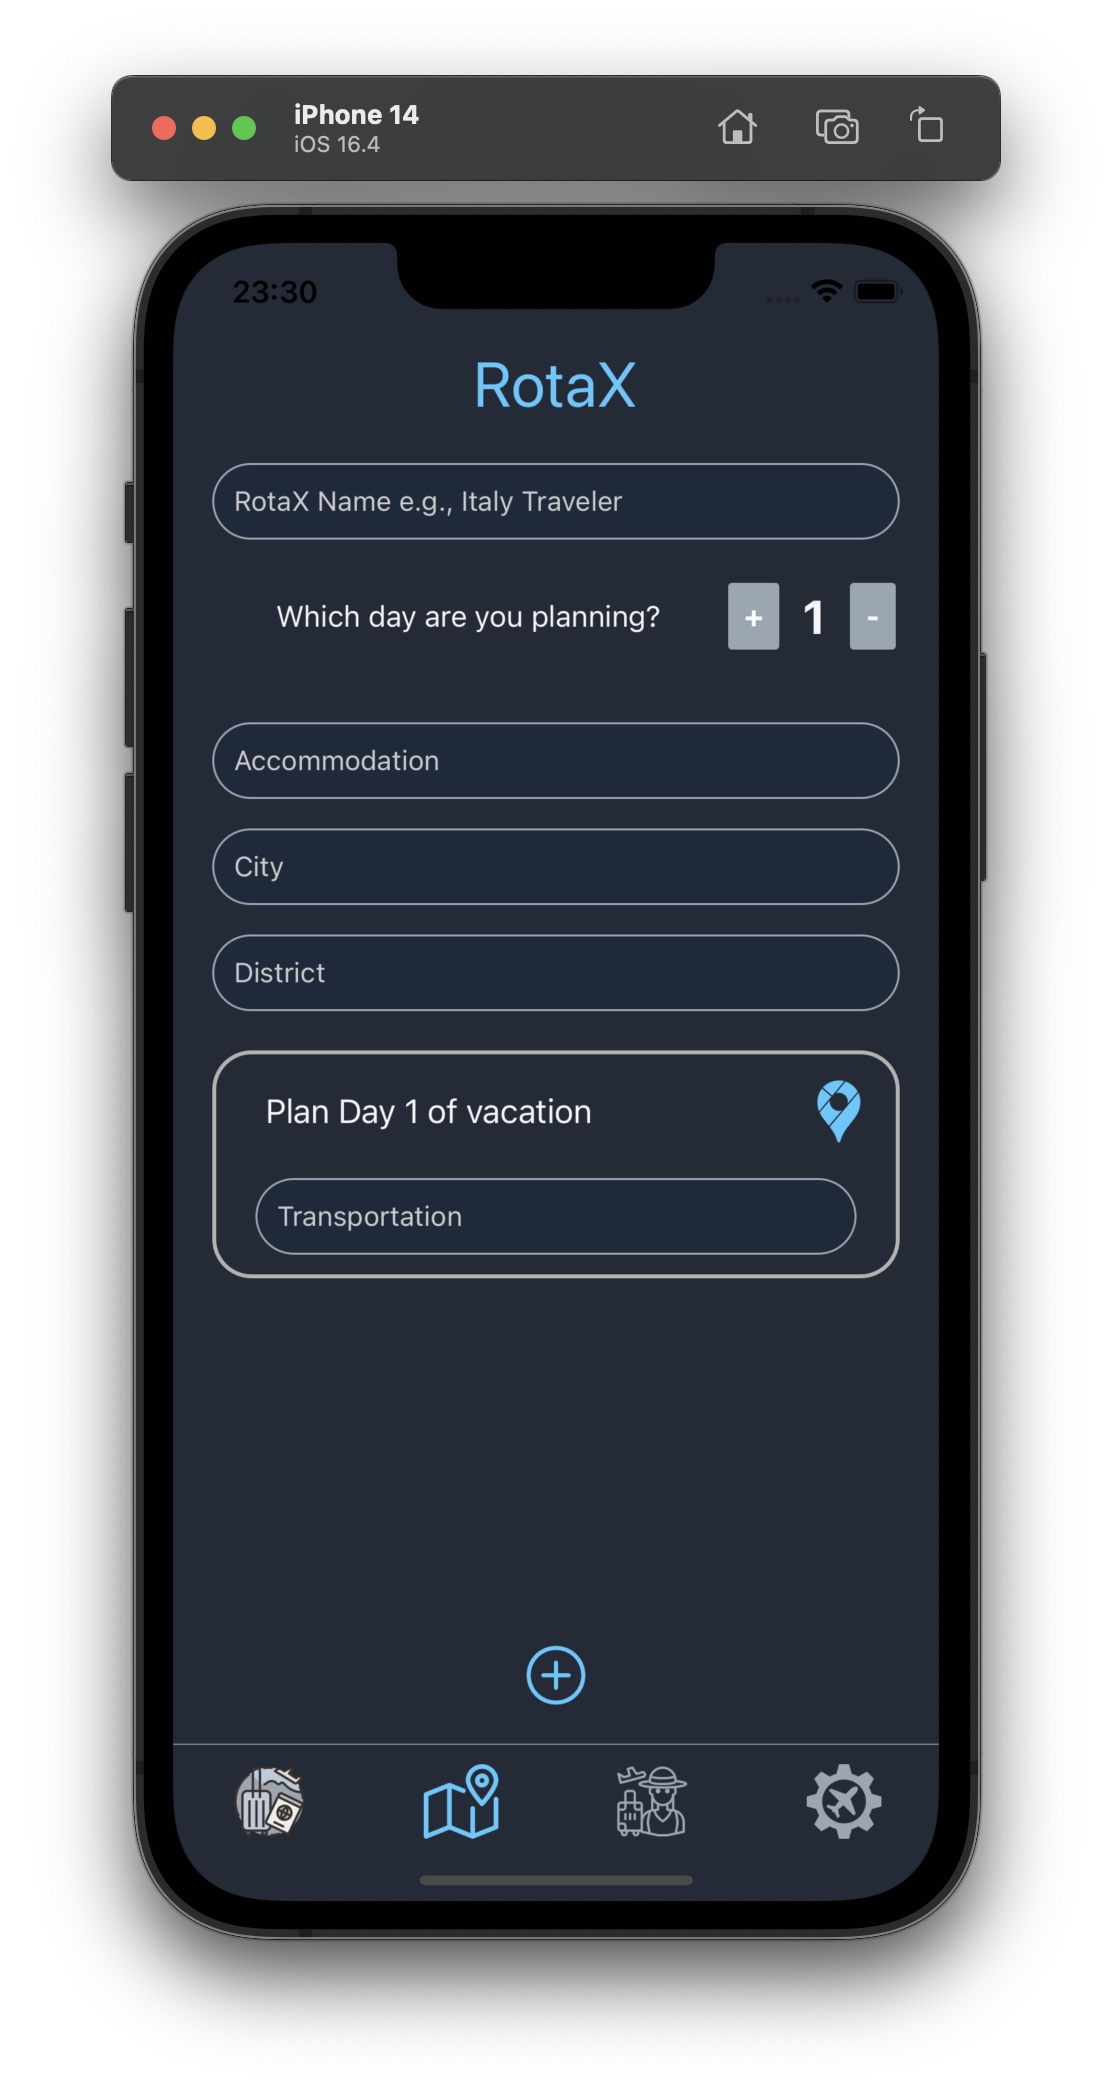 iPhone 14
iOS 16.4
23:30
RotaX
RotaX Name e.g., Italy Traveler
Which day are you planning? + 1 -
Accommodation
City
District
Plan Day 1 of vacation
Transportation